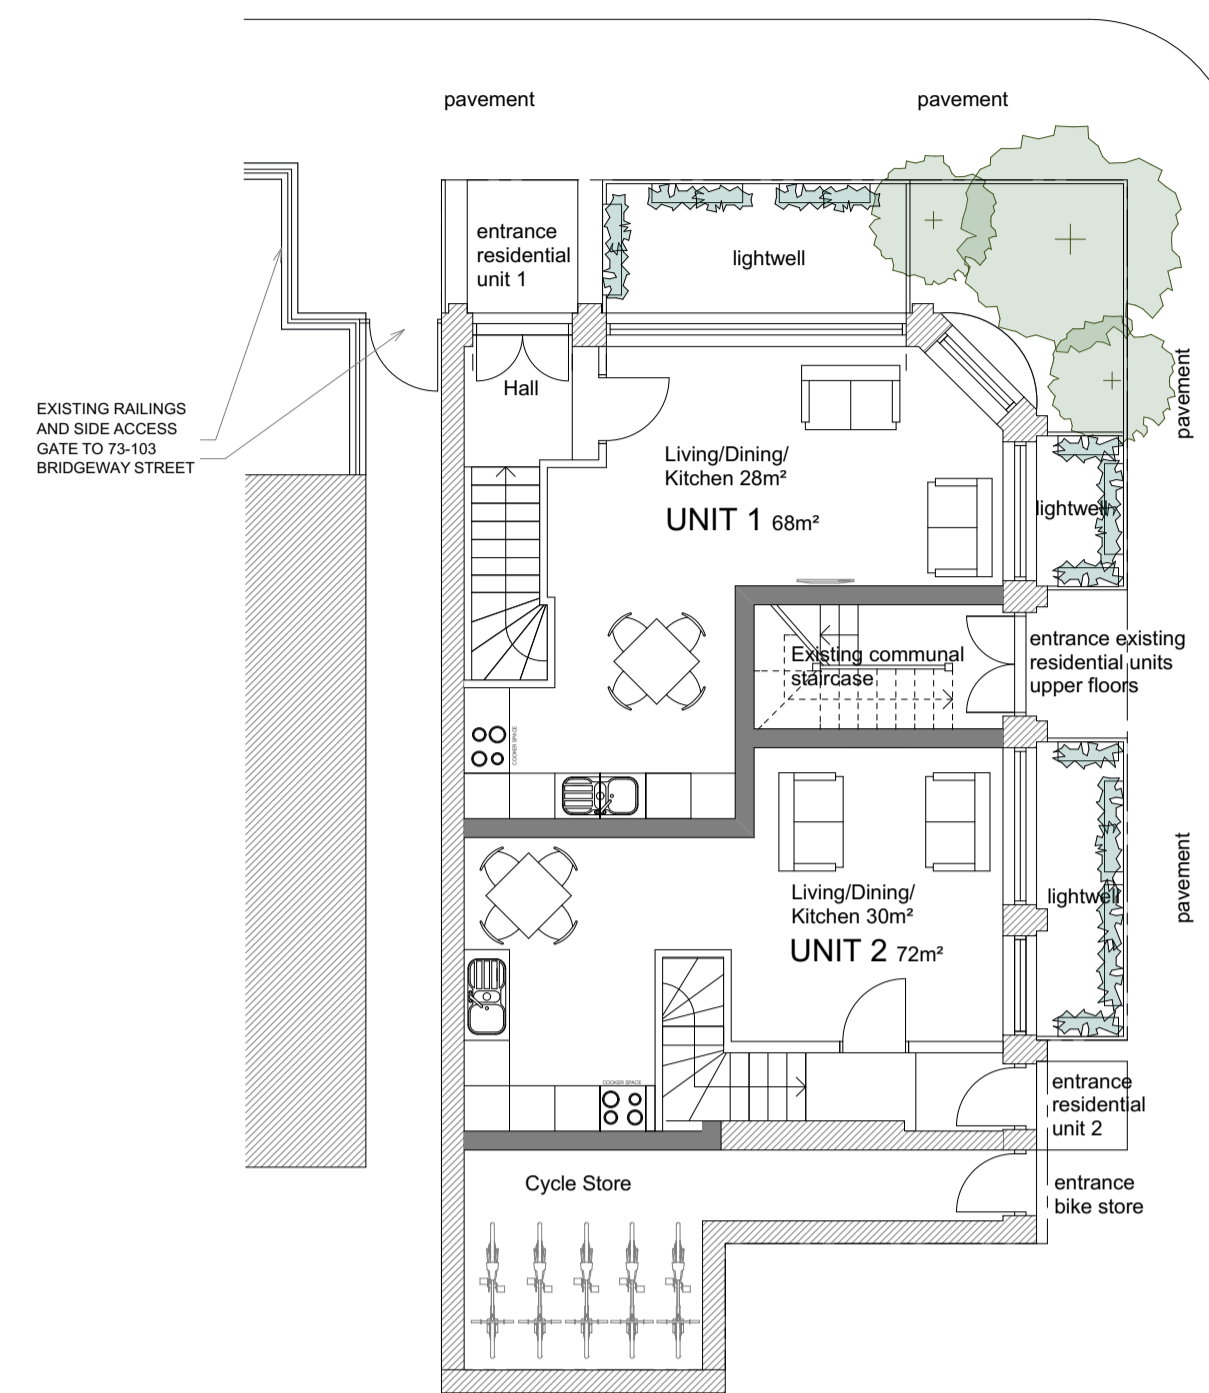 pavement
pavement
entrance
residential
unit 1
lightwell
Hall
EXISTING RAILINGS
AND SIDE ACCESS
GATE TO 73-103
BRIDGEWAY STREET
pavement
Living/Dining/
Kitchen 28m²
UNIT 1 68m²
lightwell
Existing communal
staircase
entrance existing
residential units
upper floors
COOKER SPACE
Living/Dining/
Kitchen 30m²
UNIT 2 72m²
lightwell
pavement
COOKER SPACE
entrance
residential
unit 2
Cycle Store
entrance
bike store